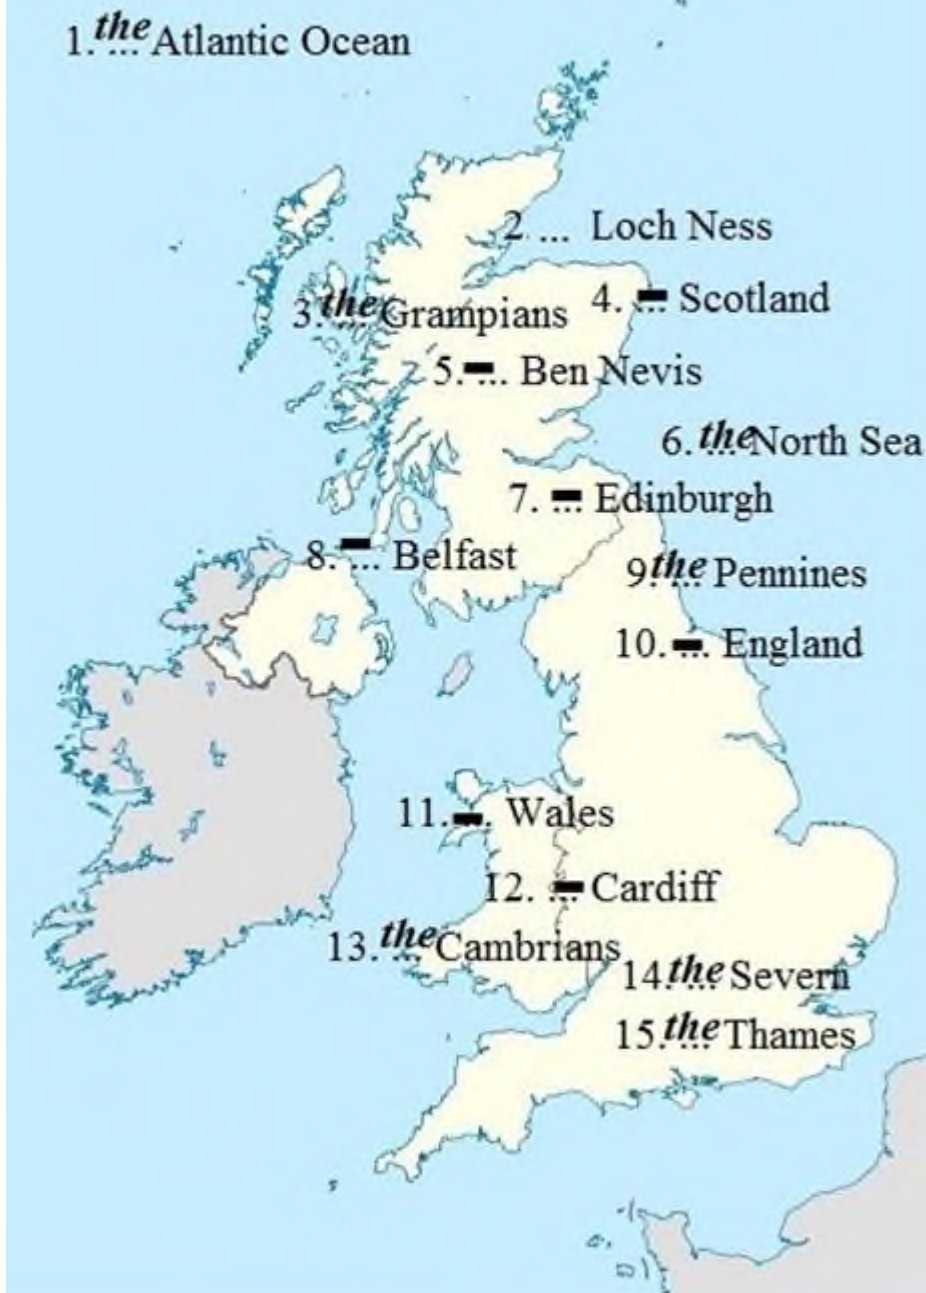 1. the ... Atlantic Ocean
2. ... Loch Ness
3. the ... Grampians
4. – ... Scotland
5. – ... Ben Nevis
6. the ... North Sea
7. – ... Edinburgh
8. – ... Belfast
9. the ... Pennines
10. – ... England
11. – ... Wales
12. – ... Cardiff
13. the ... Cambrians
14. the ... Severn
15. the ... Thames